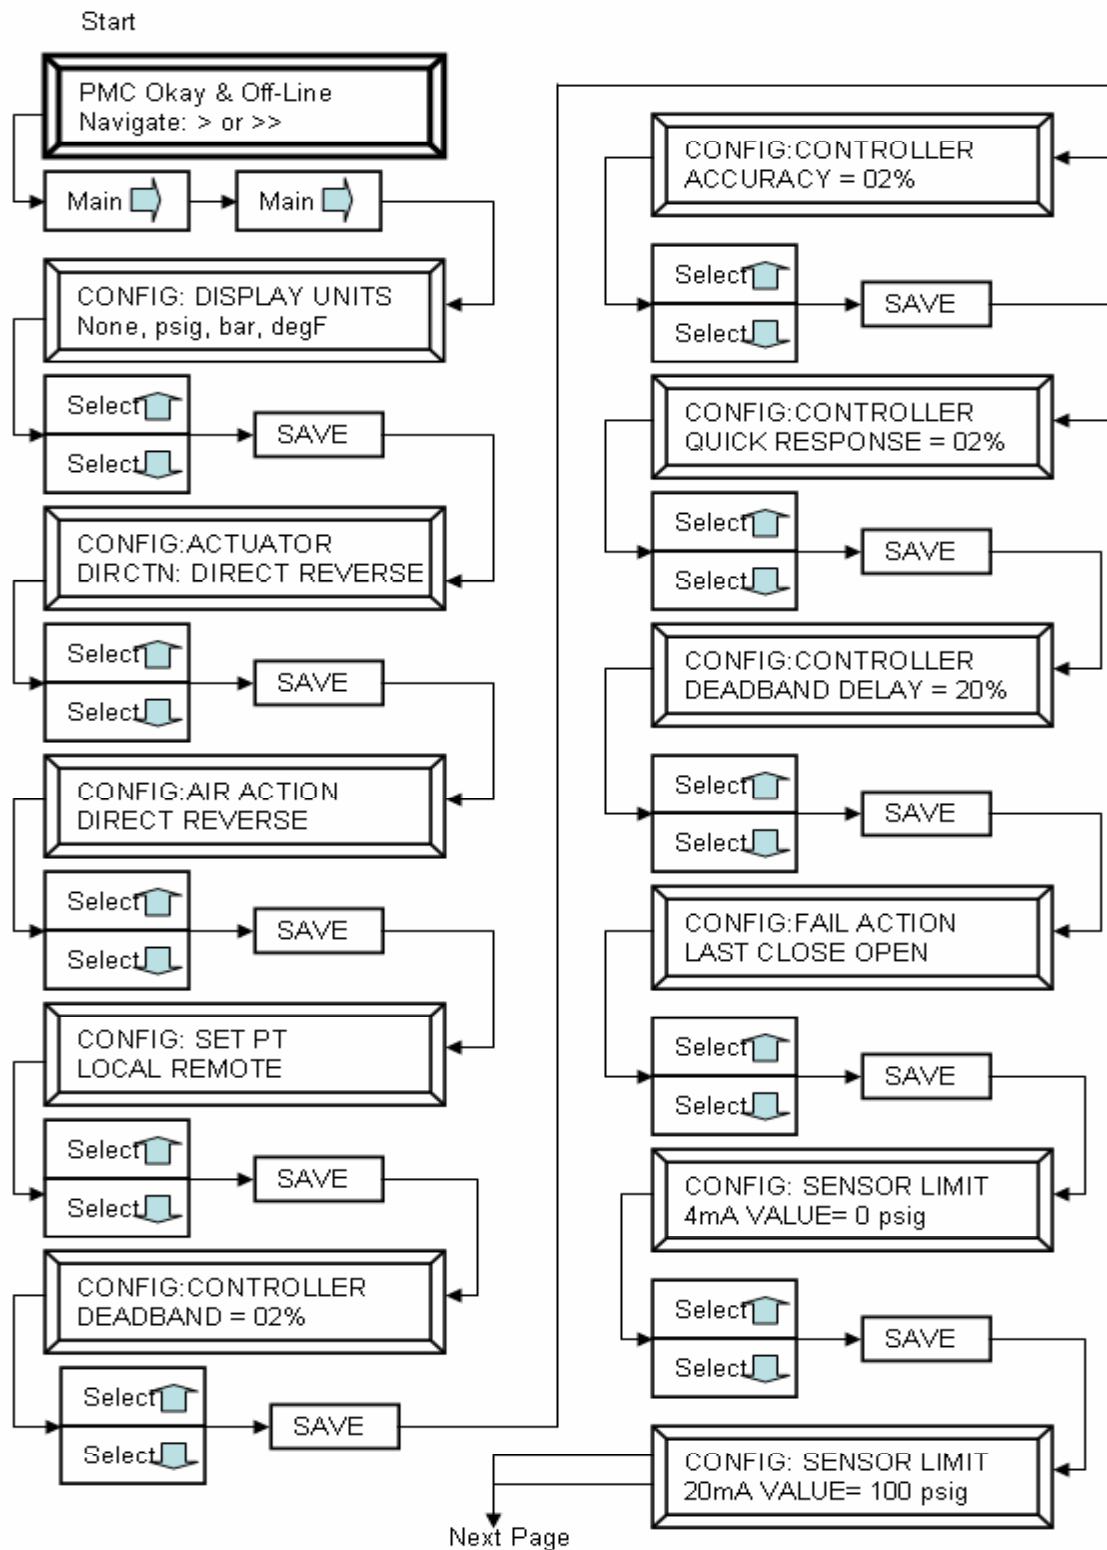 Start
PMC Okay & Off-Line
Navigate: > or >>
Main
Main
CONFIG: DISPLAY UNITS
None, psig, bar, degF
Select
Select
SAVE
CONFIG:ACTUATOR
DIRCTN: DIRECT REVERSE
Select
Select
SAVE
CONFIG:AIR ACTION
DIRECT REVERSE
Select
Select
SAVE
CONFIG: SET PT
LOCAL REMOTE
Select
Select
SAVE
CONFIG:CONTROLLER
DEADBAND = 02%
Select
Select
SAVE
CONFIG:CONTROLLER
ACCURACY = 02%
Select
Select
SAVE
CONFIG:CONTROLLER
QUICK RESPONSE = 02%
Select
Select
SAVE
CONFIG:CONTROLLER
DEADBAND DELAY = 20%
Select
Select
SAVE
CONFIG:FAIL ACTION
LAST CLOSE OPEN
Select
Select
SAVE
CONFIG: SENSOR LIMIT
4mA VALUE= 0 psig
Select
Select
SAVE
CONFIG: SENSOR LIMIT
20mA VALUE= 100 psig
Next Page